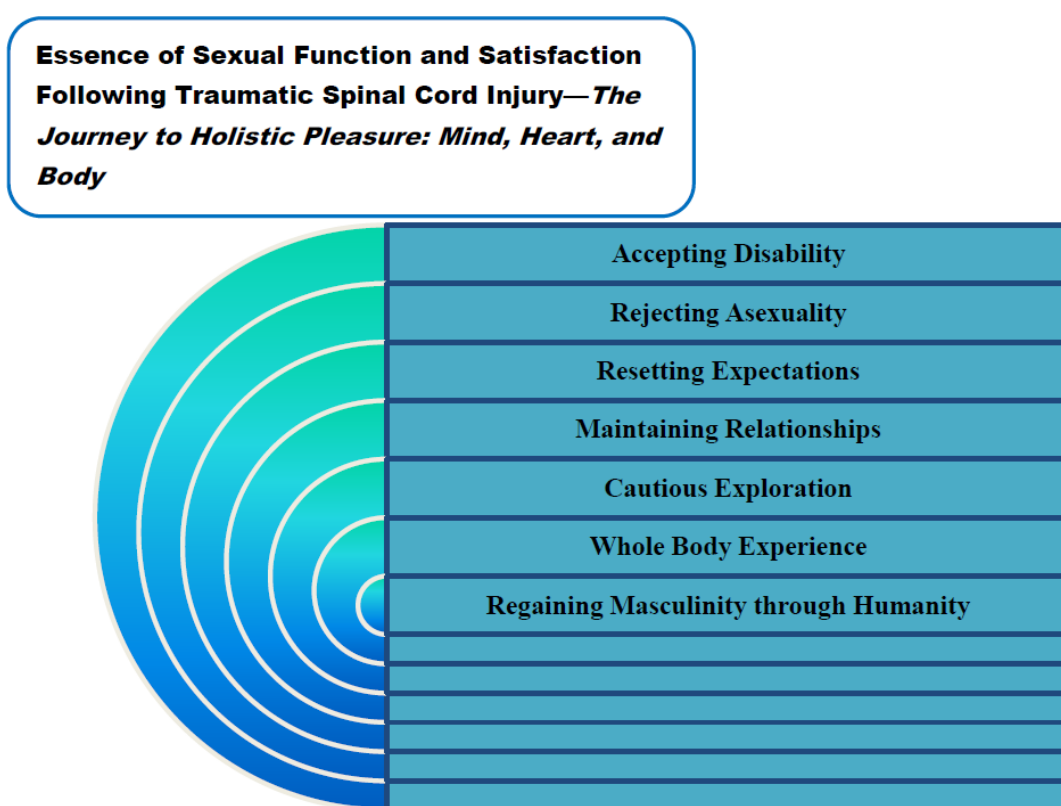 Essence of Sexual Function and Satisfaction
Following Traumatic Spinal Cord Injury—The
Journey to Holistic Pleasure: Mind, Heart, and
Body
Accepting Disability
Rejecting Asexuality
Resetting Expectations
Maintaining Relationships
Cautious Exploration
Whole Body Experience
Regaining Masculinity through Humanity